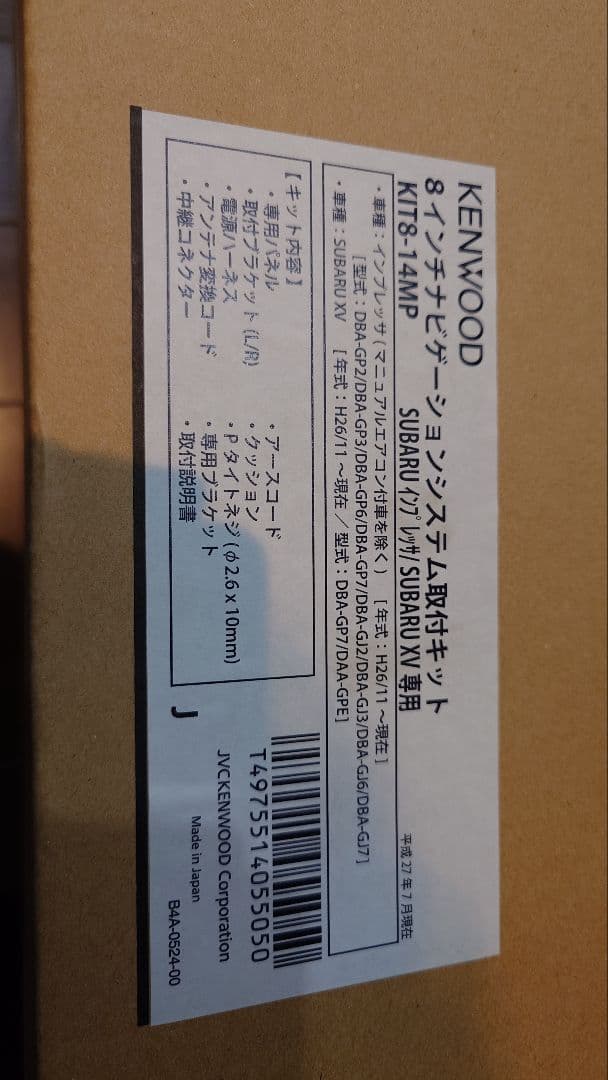 KENWOOD
8インチナビゲーションシステム取付キット
KIT8-14MP SUBARU ｲﾝﾌﾟﾚｯｻ/ SUBARU XV 専用
平成 27 年 7 月現在
・車種：インプレッサ ( マニュアルエアコン付車を除く ) [ 年式：H26/11 ～現在 ]
[ 型式：DBA-GP2/DBA-GP3/DBA-GP6/DBA-GP7/DBA-GJ2/DBA-GJ3/DBA-GJ6/DBA-GJ7 ]
・車種：SUBARU XV [ 年式：H26/11 ～現在 ／ 型式：DBA-GP7/DAA-GPE]
【 キット内容 】
・専用パネル
・取付ブラケット (L/R)
・電源ハーネス
・アンテナ変換コード
・中継コネクター
・アースコード
・クッション
・P タイトネジ ( φ 2.6 x 10mm)
・専用ブラケット
・取付説明書
J
T4975514055050
JVCKENWOOD Corporation
Made in Japan
B4A-0524-00